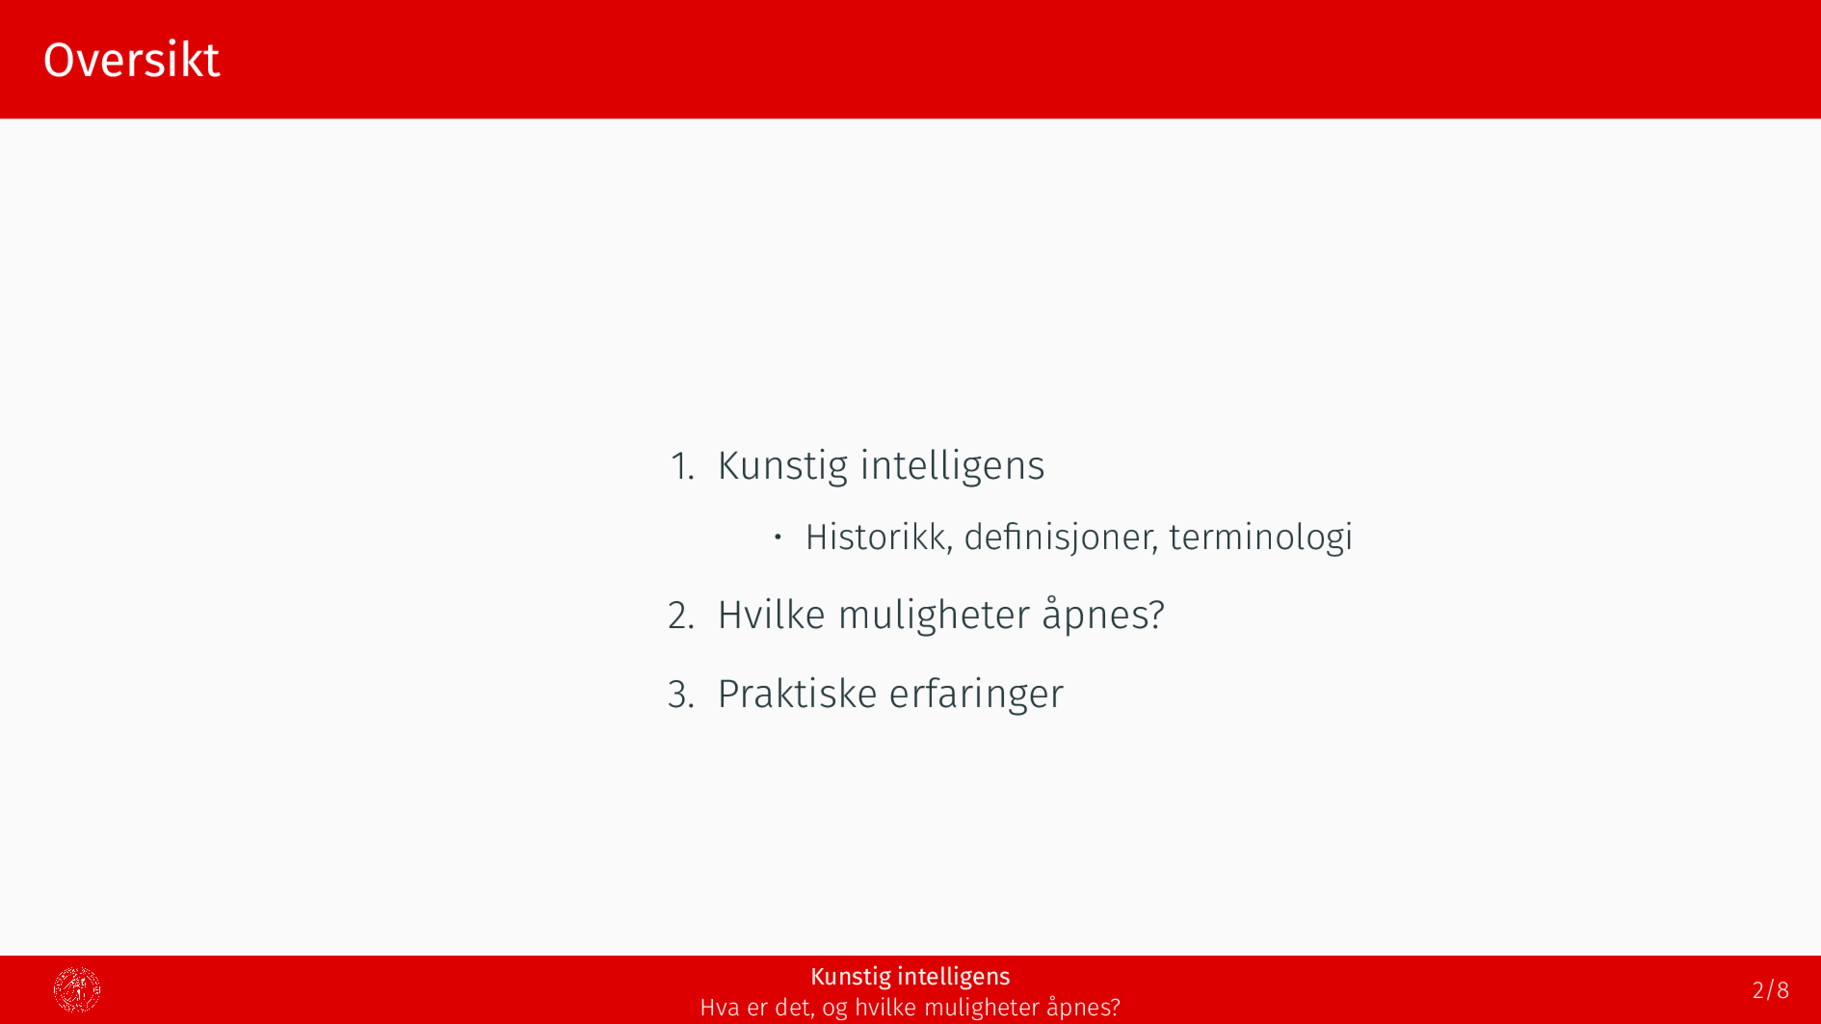 Oversikt
1. Kunstig intelligens
• Historikk, definisjoner, terminologi
2. Hvilke muligheter åpnes?
3. Praktiske erfaringer
Kunstig intelligens
Hva er det, og hvilke muligheter åpnes?
2/8